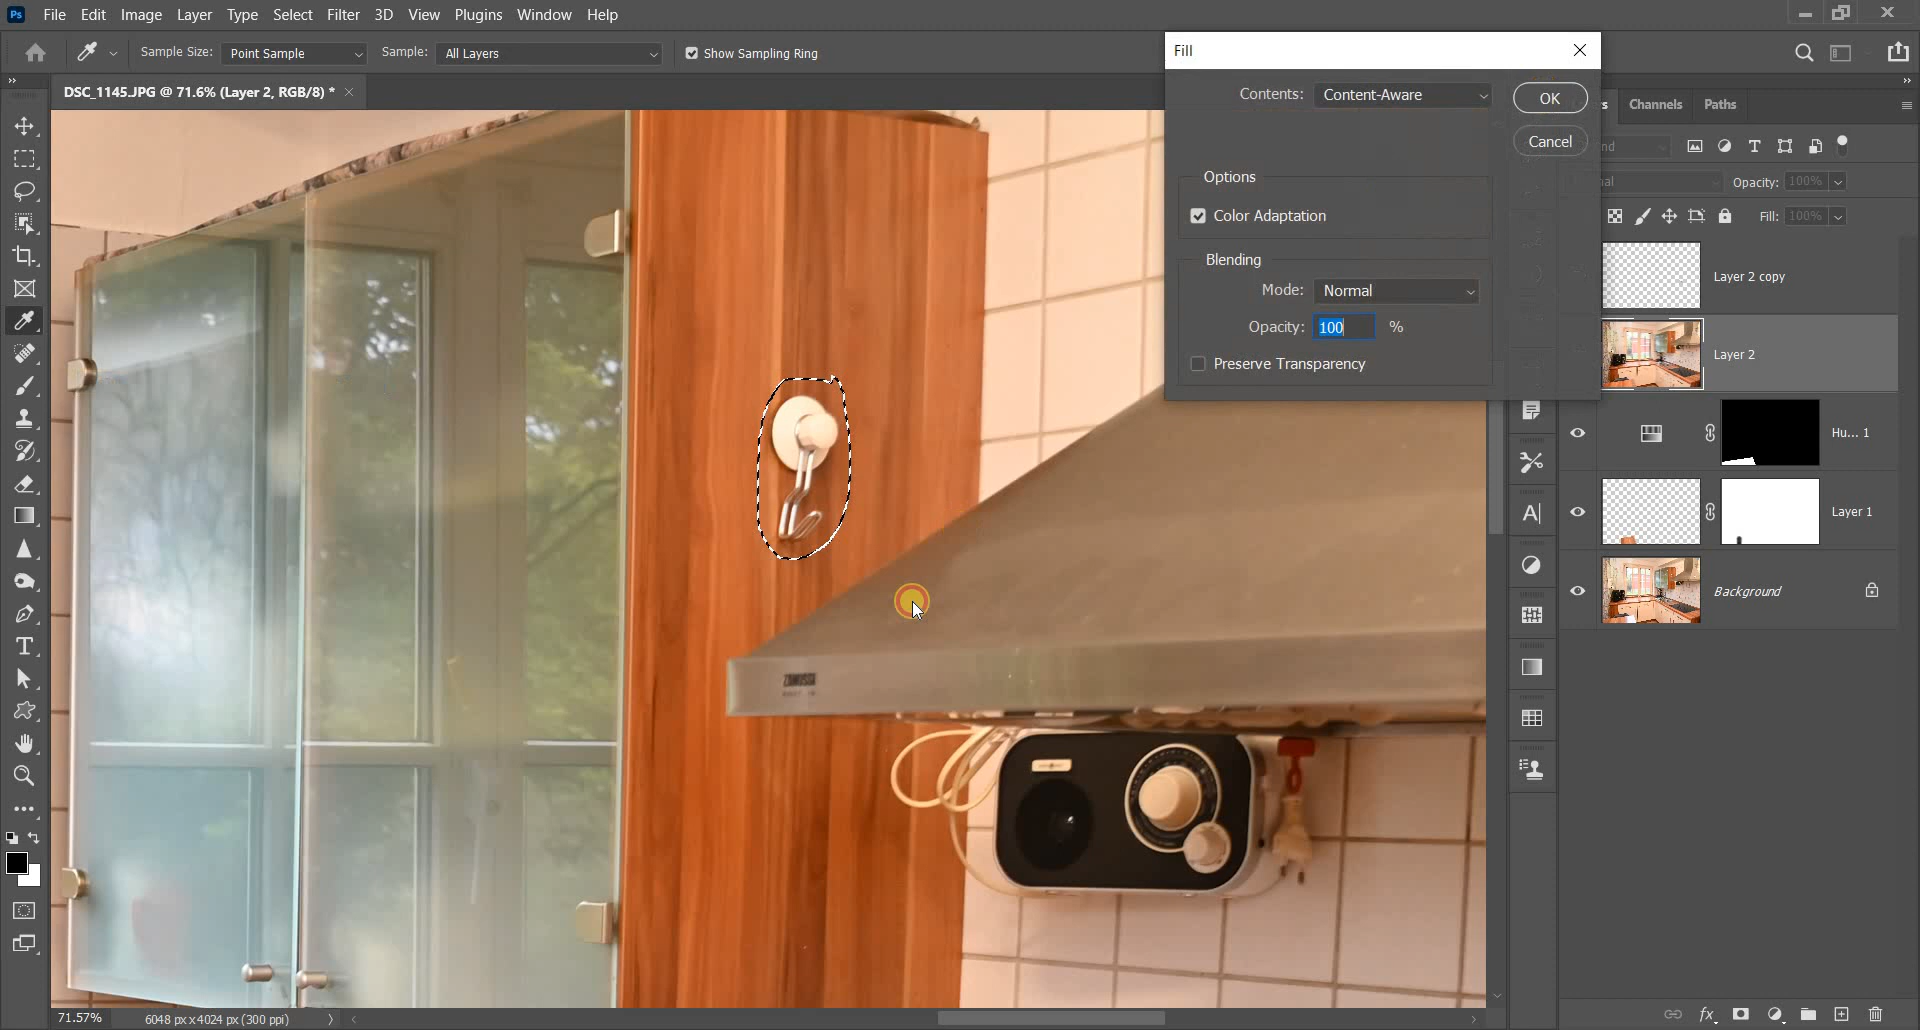 Ps File Edit Image Layer Type Select Filter 3D View Plugins Window Help
Sample Size: Point Sample Sample: All Layers Show Sampling Ring
DSC_1145.JPG @ 71.6% (Layer 2, RGB/8) *
Fill
Contents: Content-Aware
OK
Cancel
Options
Color Adaptation
Blending
Mode: Normal
Opacity: 100 %
Preserve Transparency
Channels Paths
Opacity: 100%
Fill: 100%
Layer 2 copy
Layer 2
Hu... 1
Layer 1
Background
ZANUSSI
71.57% 6048 px x 4024 px (300 ppi)